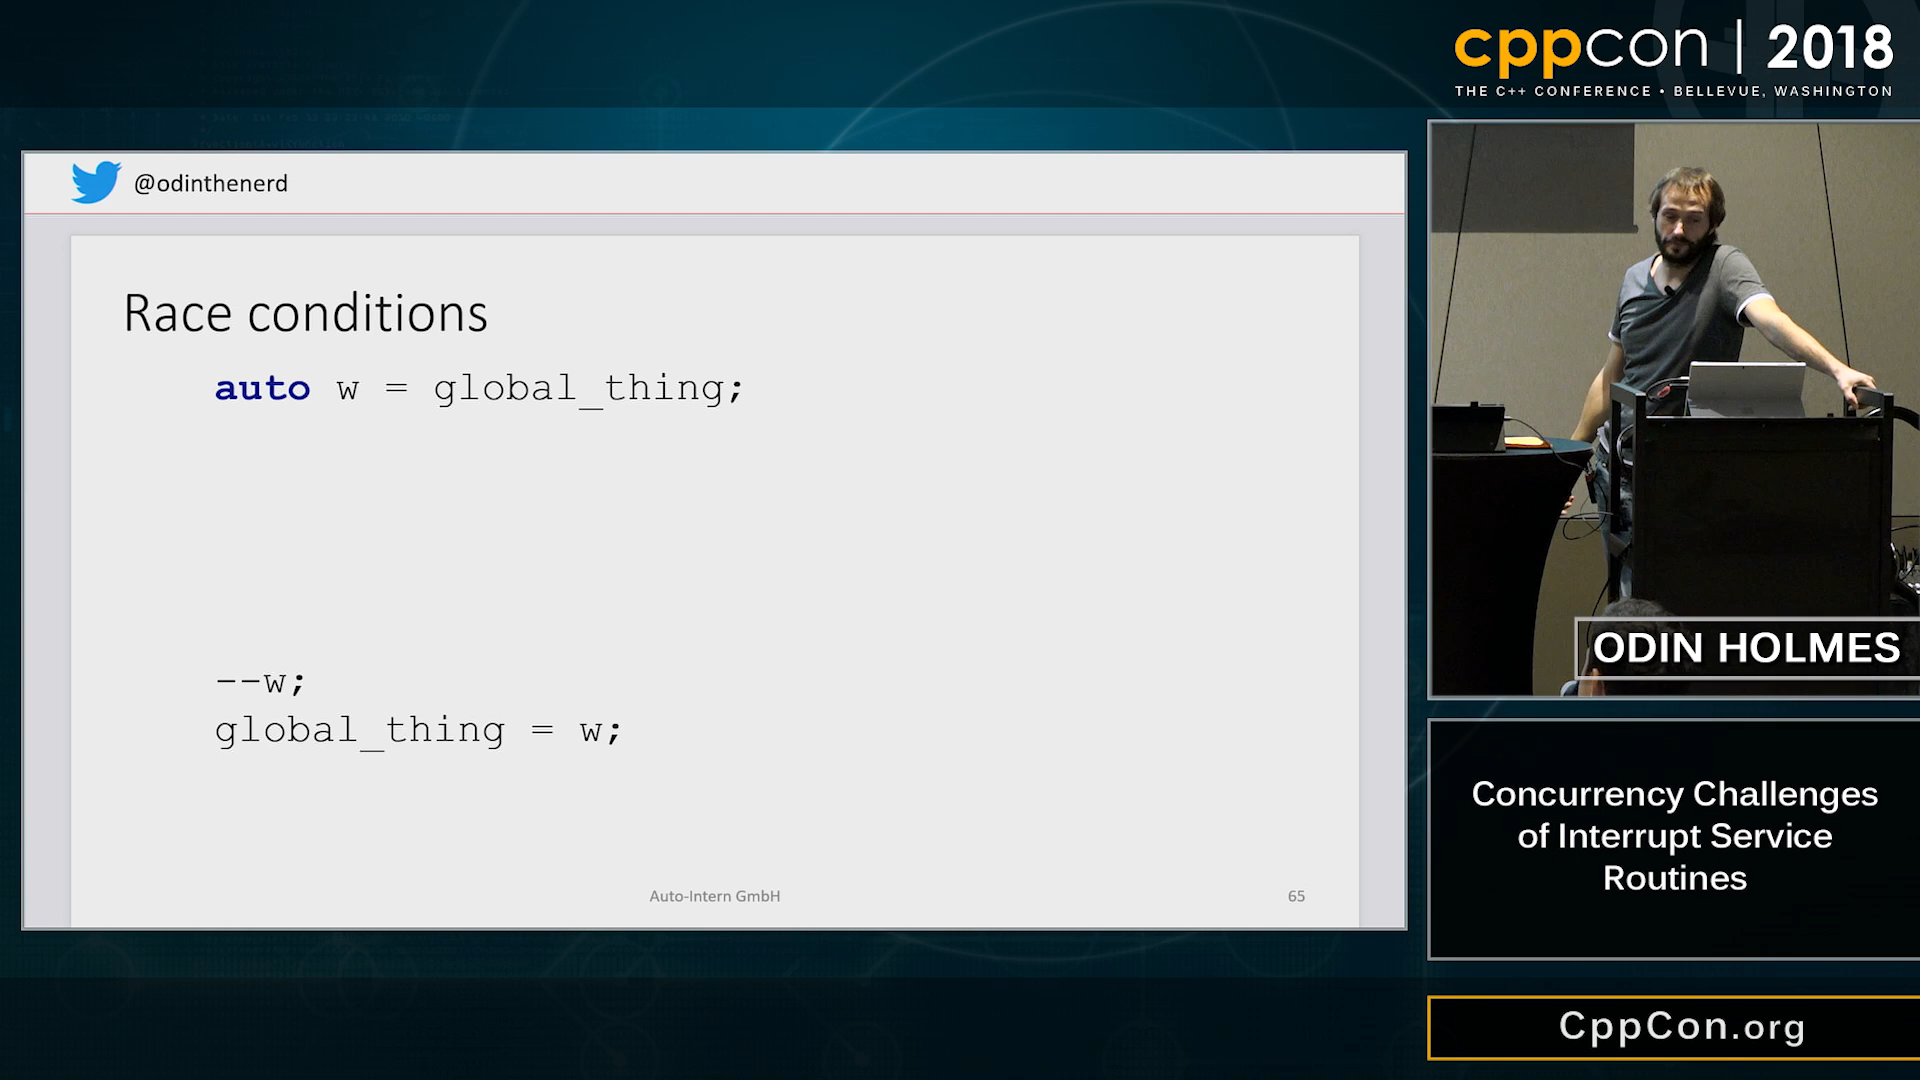 cppcon | 2018
THE C++ CONFERENCE • BELLEVUE, WASHINGTON
@odinthenerd
Race conditions
auto w = global_thing;
--w;
global_thing = w;
Auto-Intern GmbH
65
ODIN HOLMES
Concurrency Challenges
of Interrupt Service
Routines
CppCon.org